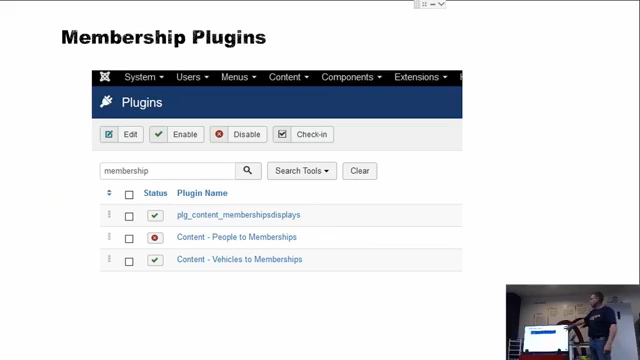 Membership Plugins
System Users Menus Content Components Extensions
Plugins
Edit Enable Disable Check-in
membership Search Tools Clear
Status Plugin Name
plg_content_membershipsdisplays
Content - People to Memberships
Content - Vehicles to Memberships